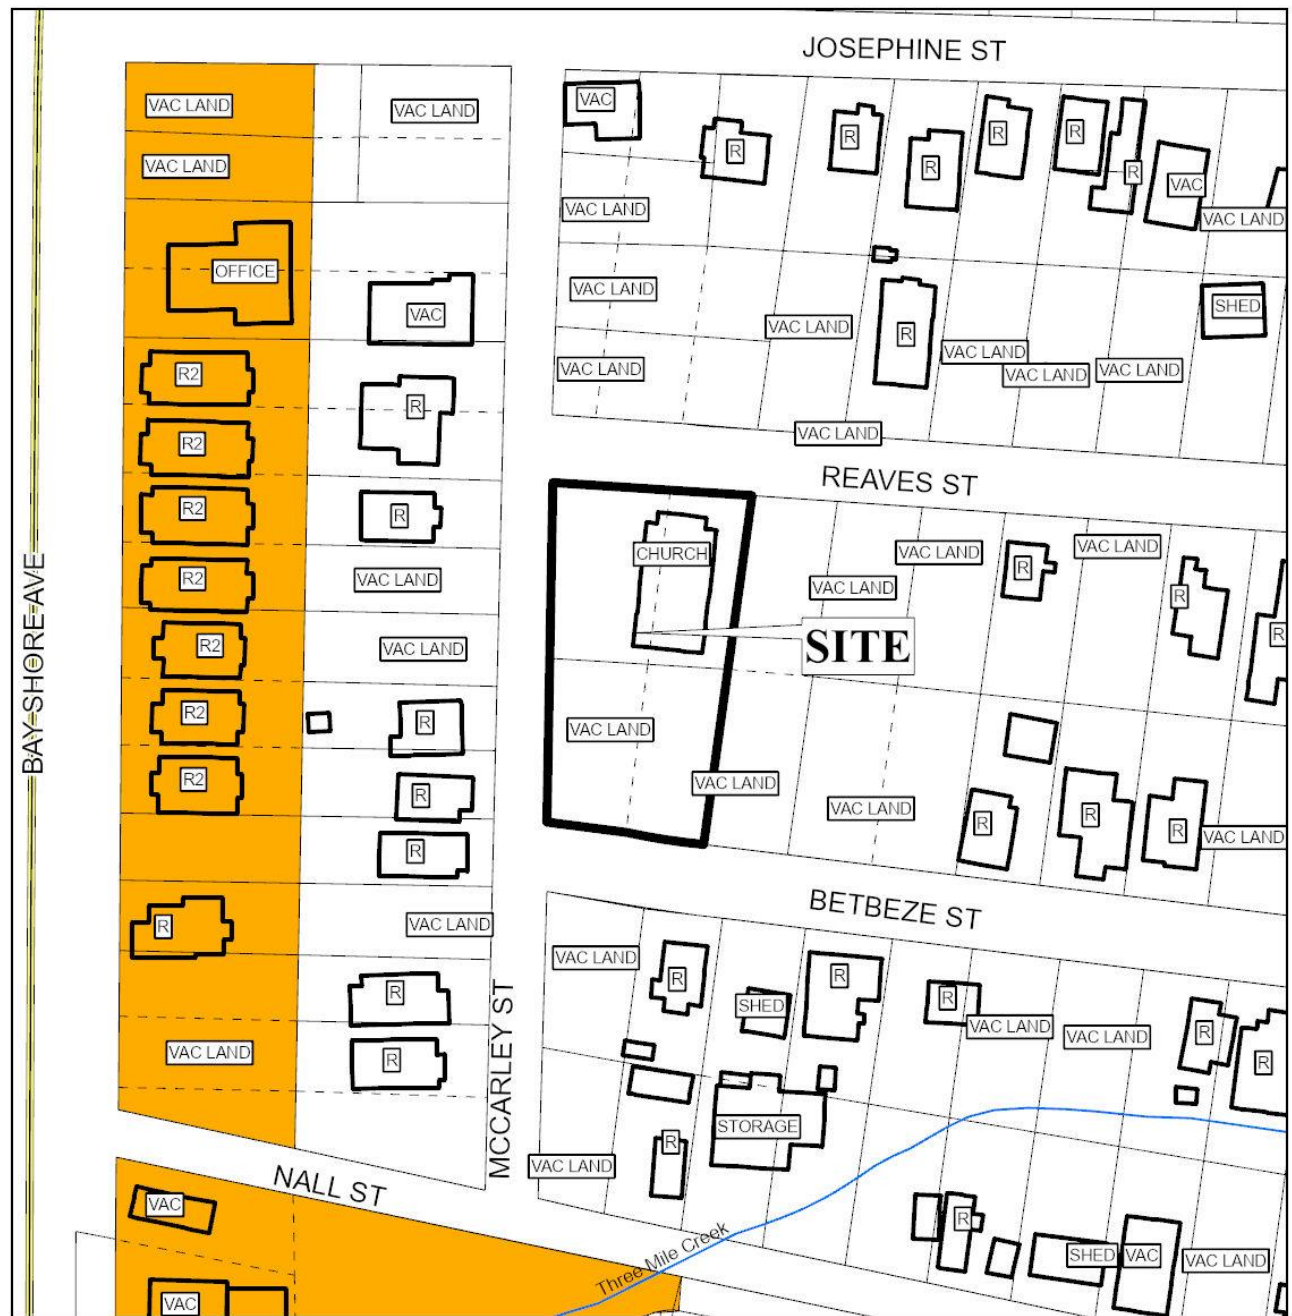 JOSEPHINE ST
VAC LAND
VAC LAND
VAC
VAC LAND
R
R
R
R
R
R
VAC
VAC LAND
VAC LAND
OFFICE
VAC
VAC LAND
VAC LAND
R
VAC LAND
VAC LAND
VAC LAND
VAC LAND
SHED
R2
R
VAC LAND
VAC LAND
R2
REAVES ST
R2
R
CHURCH
VAC LAND
R
VAC LAND
R2
VAC LAND
VAC LAND
R
R
SITE
R2
VAC LAND
BAY SHORE AVE
R2
R
VAC LAND
R2
R
VAC LAND
VAC LAND
R
R
R
VAC LAND
R
BETBEZE ST
R
VAC LAND
VAC LAND
R
R
R
SHED
R
VAC LAND
VAC LAND
R
R
VAC LAND
R
MCCARLEY ST
STORAGE
R
VAC LAND
NALL ST
VAC
R
Three Mile Creek
SHED
VAC
VAC LAND
VAC